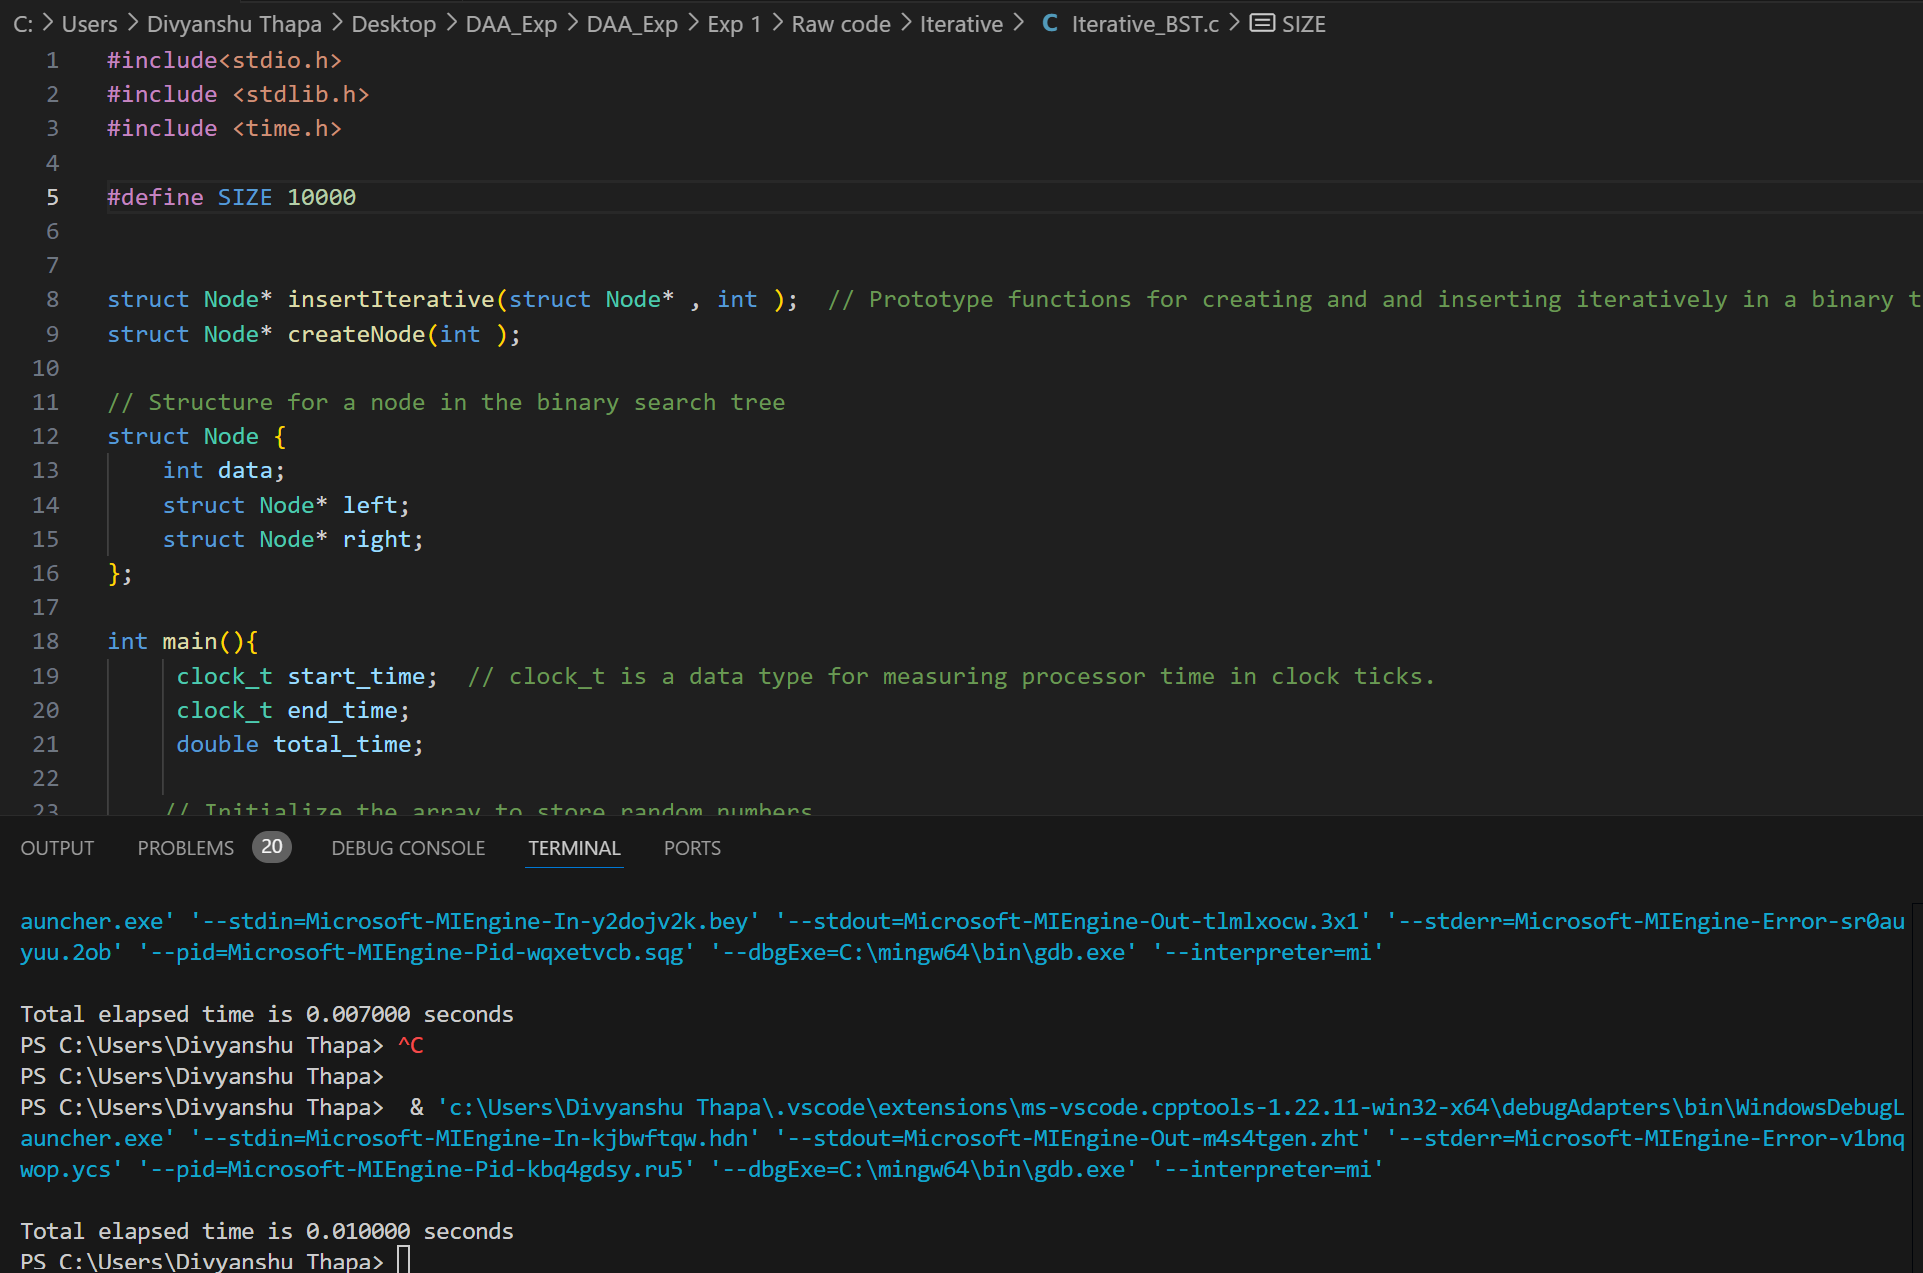 C: > Users > Divyanshu Thapa > Desktop > DAA_Exp > DAA_Exp > Exp 1 > Raw code > Iterative > C Iterative_BST.c > SIZE
1 #include<stdio.h>
2 #include <stdlib.h>
3 #include <time.h>
4
5 #define SIZE 10000
6
7
8 struct Node* insertIterative(struct Node* , int ); // Prototype functions for creating and and inserting iteratively in a binary t
9 struct Node* createNode(int );
10
11 // Structure for a node in the binary search tree
12 struct Node {
13 int data;
14 struct Node* left;
15 struct Node* right;
16 };
17
18 int main(){
19 clock_t start_time; // clock_t is a data type for measuring processor time in clock ticks.
20 clock_t end_time;
21 double total_time;
22
23 // Initialize the array to store random numbers
OUTPUT PROBLEMS 20 DEBUG CONSOLE TERMINAL PORTS
auncher.exe' '--stdin=Microsoft-MIEngine-In-y2dojv2k.bey' '--stdout=Microsoft-MIEngine-Out-tlmlxocw.3x1' '--stderr=Microsoft-MIEngine-Error-sr0au
yuu.2ob' '--pid=Microsoft-MIEngine-Pid-wqxetvcb.sqg' '--dbgExe=C:\mingw64\bin\gdb.exe' '--interpreter=mi'
Total elapsed time is 0.007000 seconds
PS C:\Users\Divyanshu Thapa> ^C
PS C:\Users\Divyanshu Thapa>
PS C:\Users\Divyanshu Thapa> & 'c:\Users\Divyanshu Thapa\.vscode\extensions\ms-vscode.cpptools-1.22.11-win32-x64\debugAdapters\bin\WindowsDebugL
auncher.exe' '--stdin=Microsoft-MIEngine-In-kjbwftqw.hdn' '--stdout=Microsoft-MIEngine-Out-m4s4tgen.zht' '--stderr=Microsoft-MIEngine-Error-v1bnq
wop.ycs' '--pid=Microsoft-MIEngine-Pid-kbq4gdsy.ru5' '--dbgExe=C:\mingw64\bin\gdb.exe' '--interpreter=mi'
Total elapsed time is 0.010000 seconds
PS C:\Users\Divyanshu Thapa>